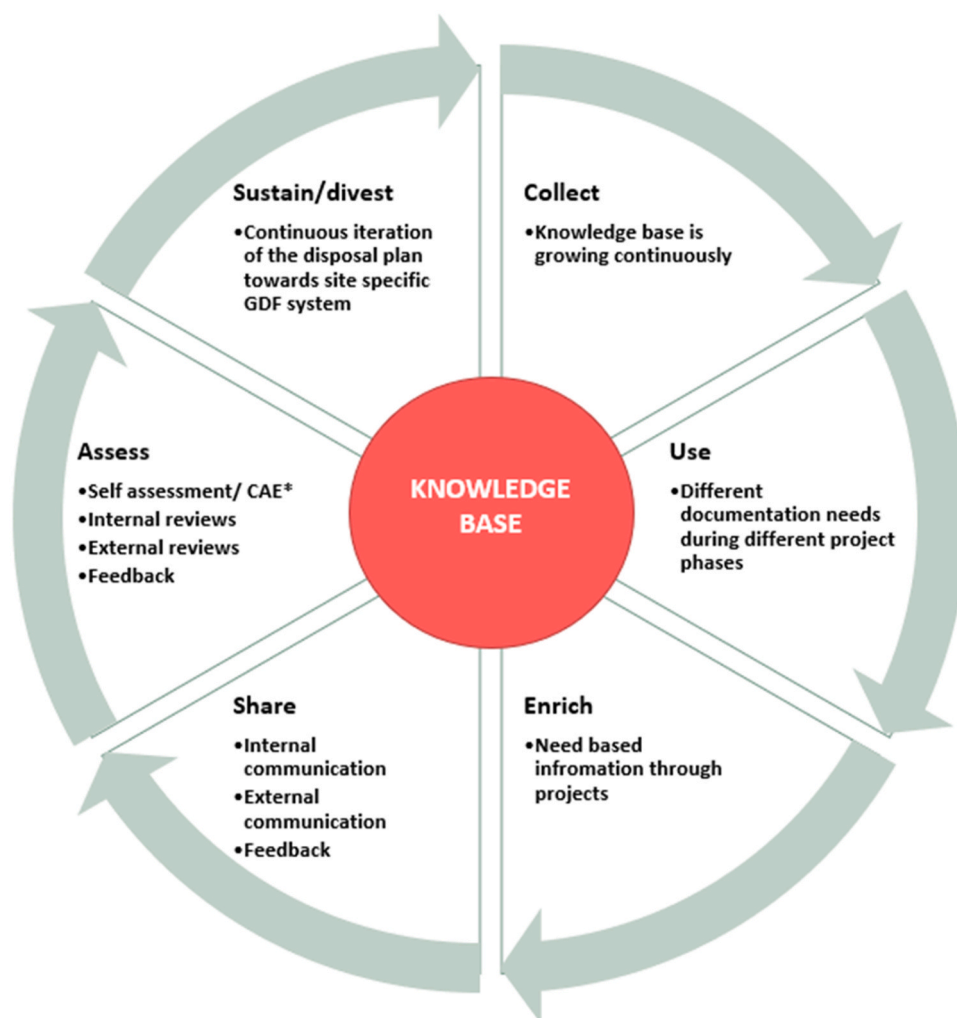 Sustain/divest
•Continuous iteration
of the disposal plan
towards site specific
GDF system
Collect
•Knowledge base is
growing continuously
Assess
•Self assessment/ CAE*
•Internal reviews
•External reviews
•Feedback
KNOWLEDGE
BASE
Use
•Different
documentation needs
during different project
phases
Share
•Internal
communication
•External
communication
•Feedback
Enrich
•Need based
infromation through
projects